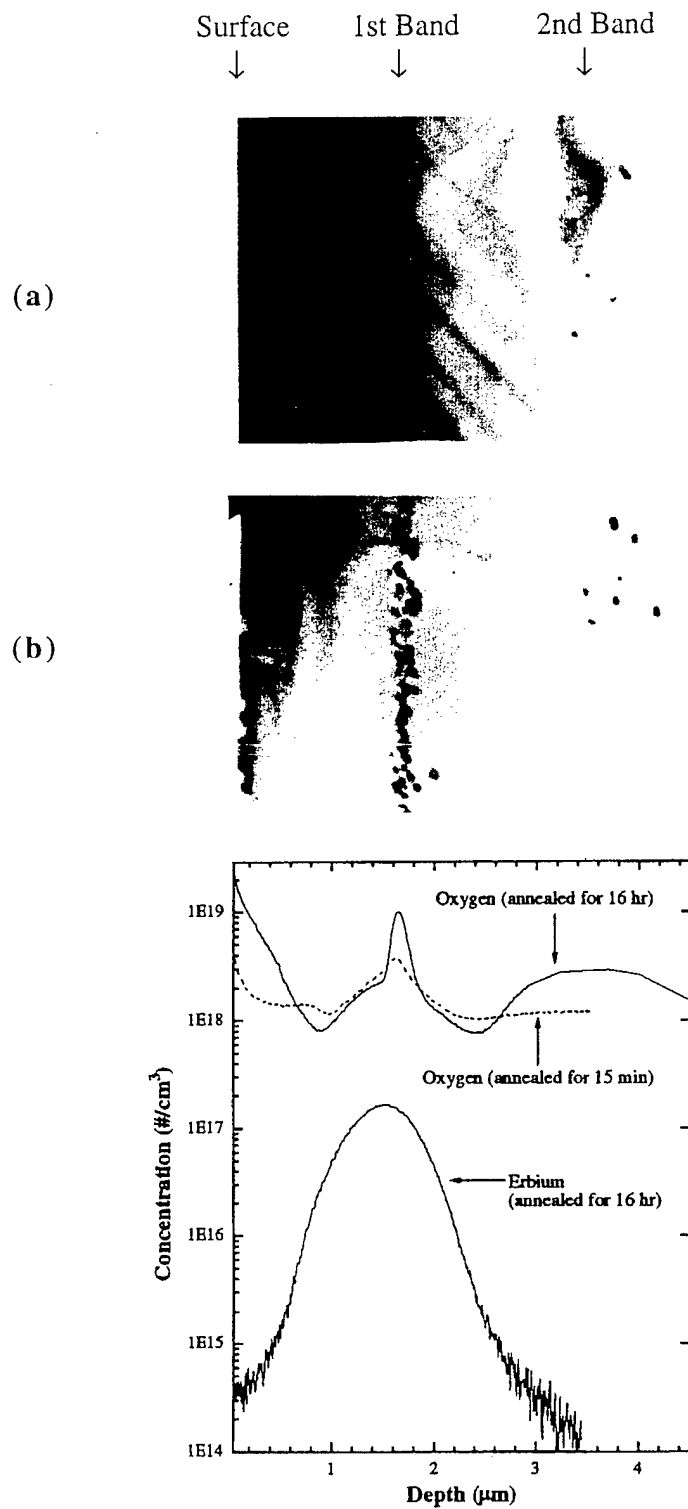 Surface 1st Band 2nd Band
(a)
(b)
1E19
1E18
1E17
1E16
1E15
1E14
Concentration (#/cm³)
Oxygen (annealed for 16 hr)
Oxygen (annealed for 15 min)
Erbium
(annealed for 16 hr)
1 2 3 4
Depth (μm)